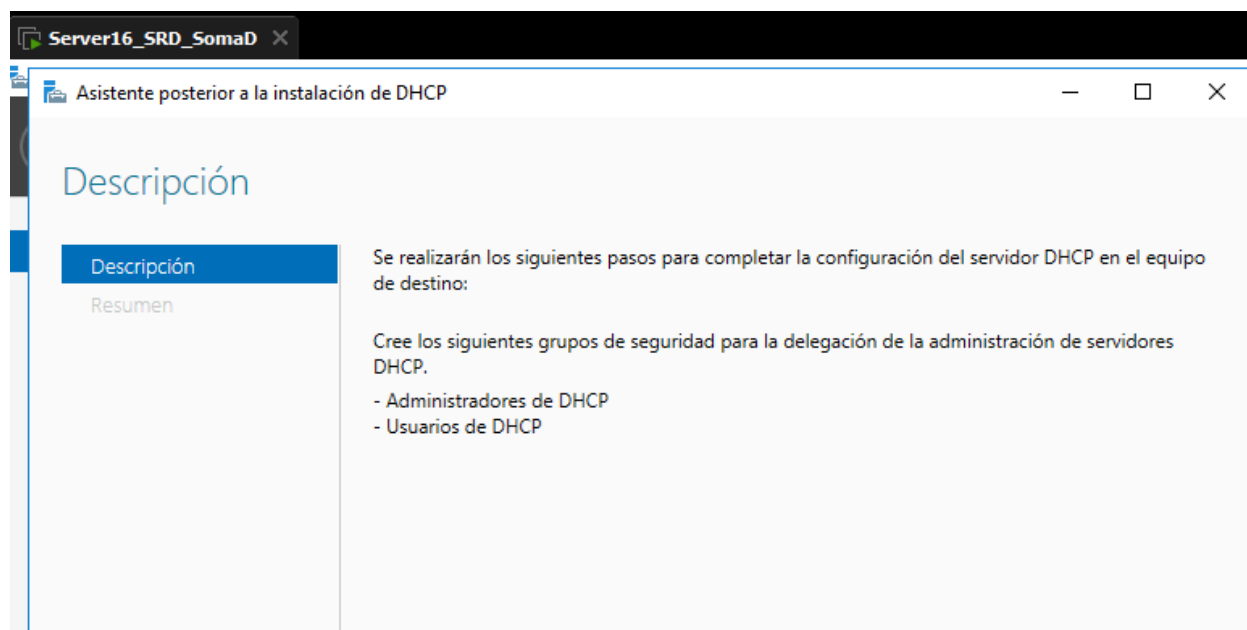 Server16_SRD_SomaD
Asistente posterior a la instalación de DHCP
Descripción
Descripción
Resumen
Se realizarán los siguientes pasos para completar la configuración del servidor DHCP en el equipo
de destino:
Cree los siguientes grupos de seguridad para la delegación de la administración de servidores
DHCP.
- Administradores de DHCP
- Usuarios de DHCP